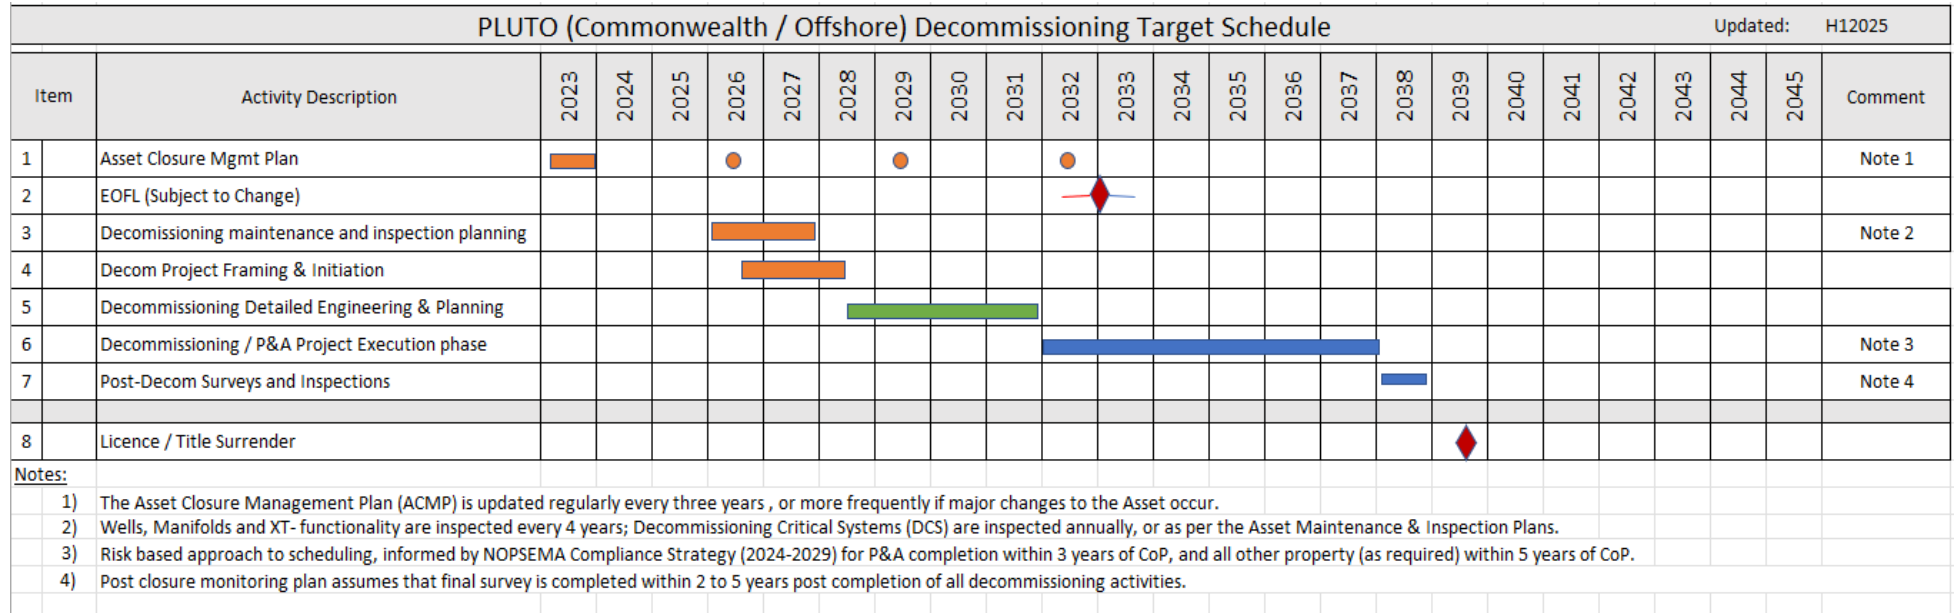 PLUTO (Commonwealth / Offshore) Decommissioning Target Schedule Updated: H12025
Item Activity Description 2023 2024 2025 2026 2027 2028 2029 2030 2031 2032 2033 2034 2035 2036 2037 2038 2039 2040 2041 2042 2043 2044 2045 Comment
1 Asset Closure Mgmt Plan Note 1
2 EOFL (Subject to Change)
3 Decomissioning maintenance and inspection planning Note 2
4 Decom Project Framing & Initiation
5 Decommissioning Detailed Engineering & Planning
6 Decommissioning / P&A Project Execution phase Note 3
7 Post-Decom Surveys and Inspections Note 4
8 Licence / Title Surrender
Notes:
1) The Asset Closure Management Plan (ACMP) is updated regularly every three years , or more frequently if major changes to the Asset occur.
2) Wells, Manifolds and XT- functionality are inspected every 4 years; Decommissioning Critical Systems (DCS) are inspected annually, or as per the Asset Maintenance & Inspection Plans.
3) Risk based approach to scheduling, informed by NOPSEMA Compliance Strategy (2024-2029) for P&A completion within 3 years of CoP, and all other property (as required) within 5 years of CoP.
4) Post closure monitoring plan assumes that final survey is completed within 2 to 5 years post completion of all decommissioning activities.